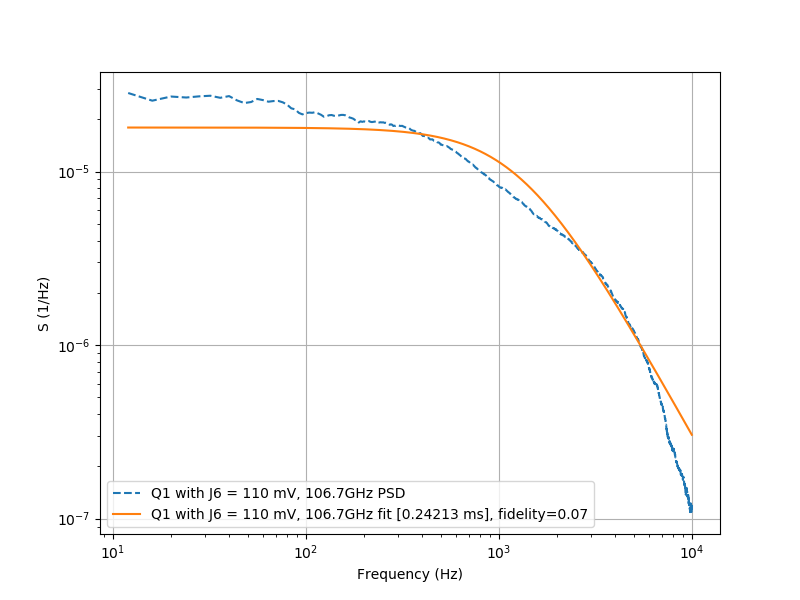 10⁻⁵
10⁻⁶
10⁻⁷
S (1/Hz)
Q1 with J6 = 110 mV, 106.7GHz PSD
Q1 with J6 = 110 mV, 106.7GHz fit [0.24213 ms], fidelity=0.07
10¹ 10² 10³ 10⁴
Frequency (Hz)